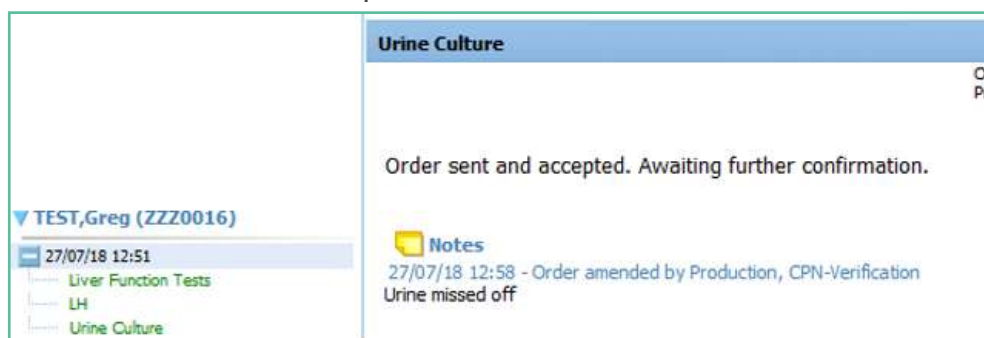 Urine Culture
Order sent and accepted. Awaiting further confirmation.
TEST,Greg (ZZZ0016)
27/07/18 12:51
Liver Function Tests
LH
Urine Culture
Notes
27/07/18 12:58 - Order amended by Production, CPN-Verification
Urine missed off